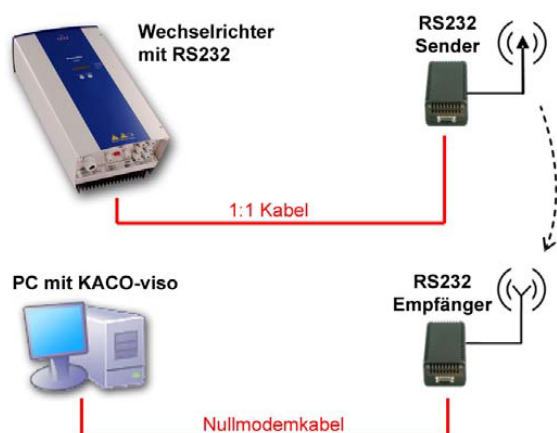 Wechselrichter
mit RS232
RS232
Sender
1:1 Kabel
PC mit KACO-viso
RS232
Empfänger
Nullmodemkabel